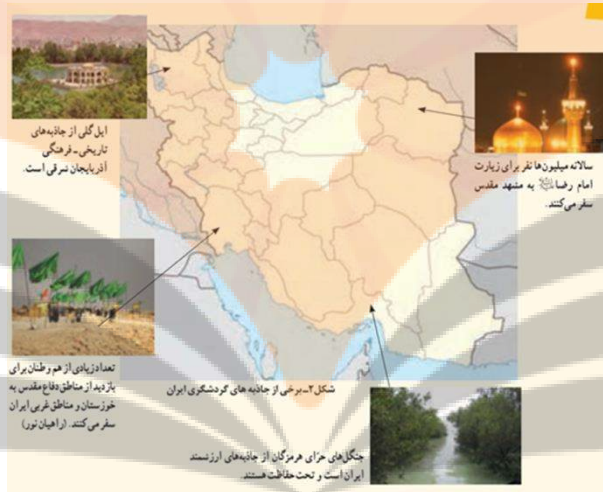 ایل گلی از جاذبه‌های
تاریخی ـ فرهنگی
آذربایجان شرقی است.
سالانه میلیون‌ها نفر برای زیارت
امام رضا به مشهد مقدس
سفر می‌کنند.
تعداد زیادی از هم وطنان برای
بازدید از مناطق دفاع مقدس به
خوزستان و مناطق غربی ایران
سفر می‌کنند. (راهیان نور)
شکل ۲ـ برخی از جاذبه های گردشگری ایران
جنگل‌های حرّای هرمزگان از جاذبه‌های ارزشمند
ایران است و تحت حفاظت هستند.